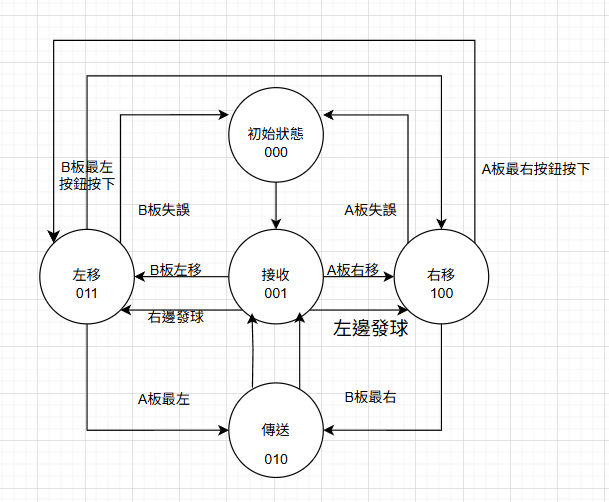 初始狀態
000
B板最左
按鈕按下
A板最右按鈕按下
B板失誤
A板失誤
左移
011
B板左移
接收
001
A板右移
右移
100
右邊發球
左邊發球
A板最左
B板最右
傳送
010